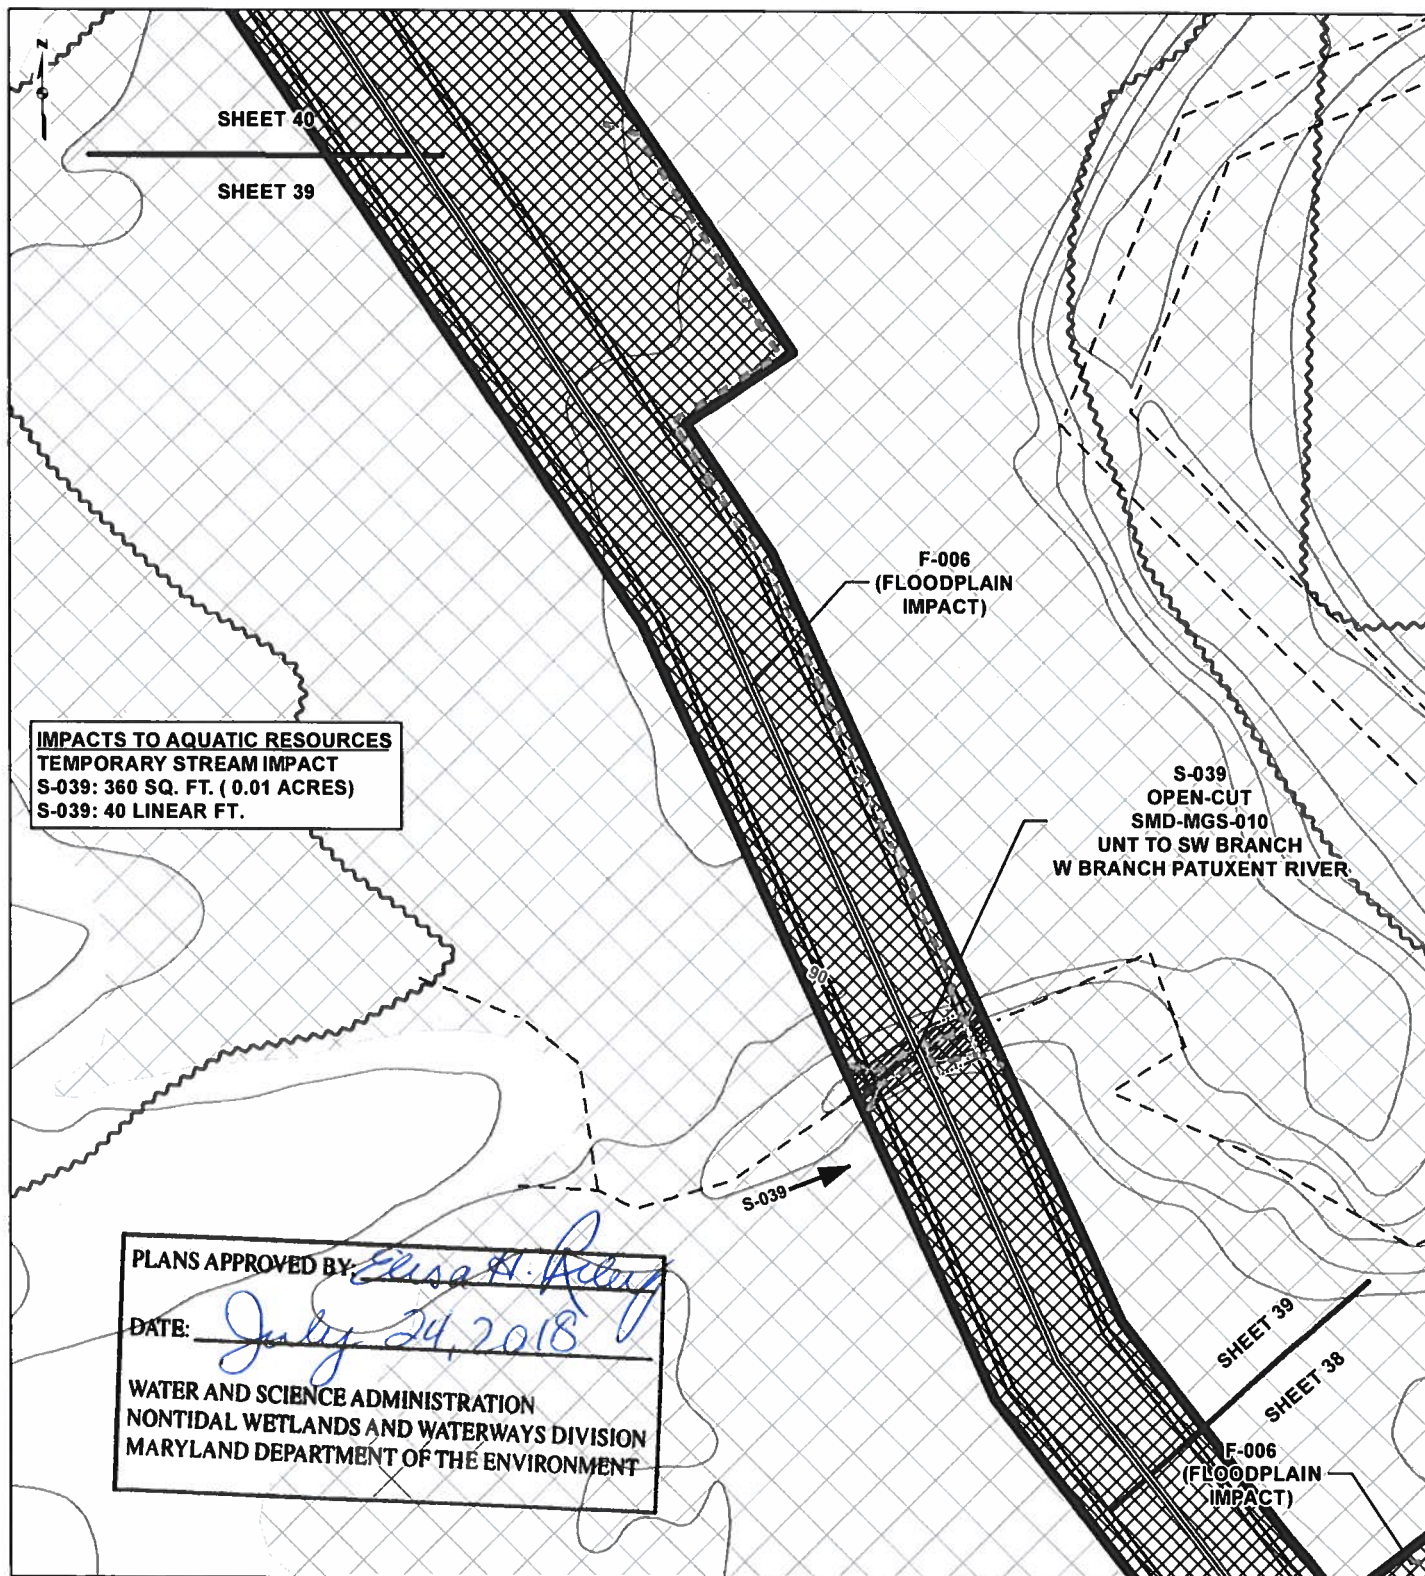 N
SHEET 40
SHEET 39
F-006
(FLOODPLAIN
IMPACT)
IMPACTS TO AQUATIC RESOURCES
TEMPORARY STREAM IMPACT
S-039: 360 SQ. FT. ( 0.01 ACRES)
S-039: 40 LINEAR FT.
S-039
OPEN-CUT
SMD-MGS-010
UNT TO SW BRANCH
W BRANCH PATUXENT RIVER
90
S-039
PLANS APPROVED BY: Elisa H. Riley
DATE: July 24, 2018
WATER AND SCIENCE ADMINISTRATION
NONTIDAL WETLANDS AND WATERWAYS DIVISION
MARYLAND DEPARTMENT OF THE ENVIRONMENT
SHEET 39
SHEET 38
F-006
(FLOODPLAIN
IMPACT)